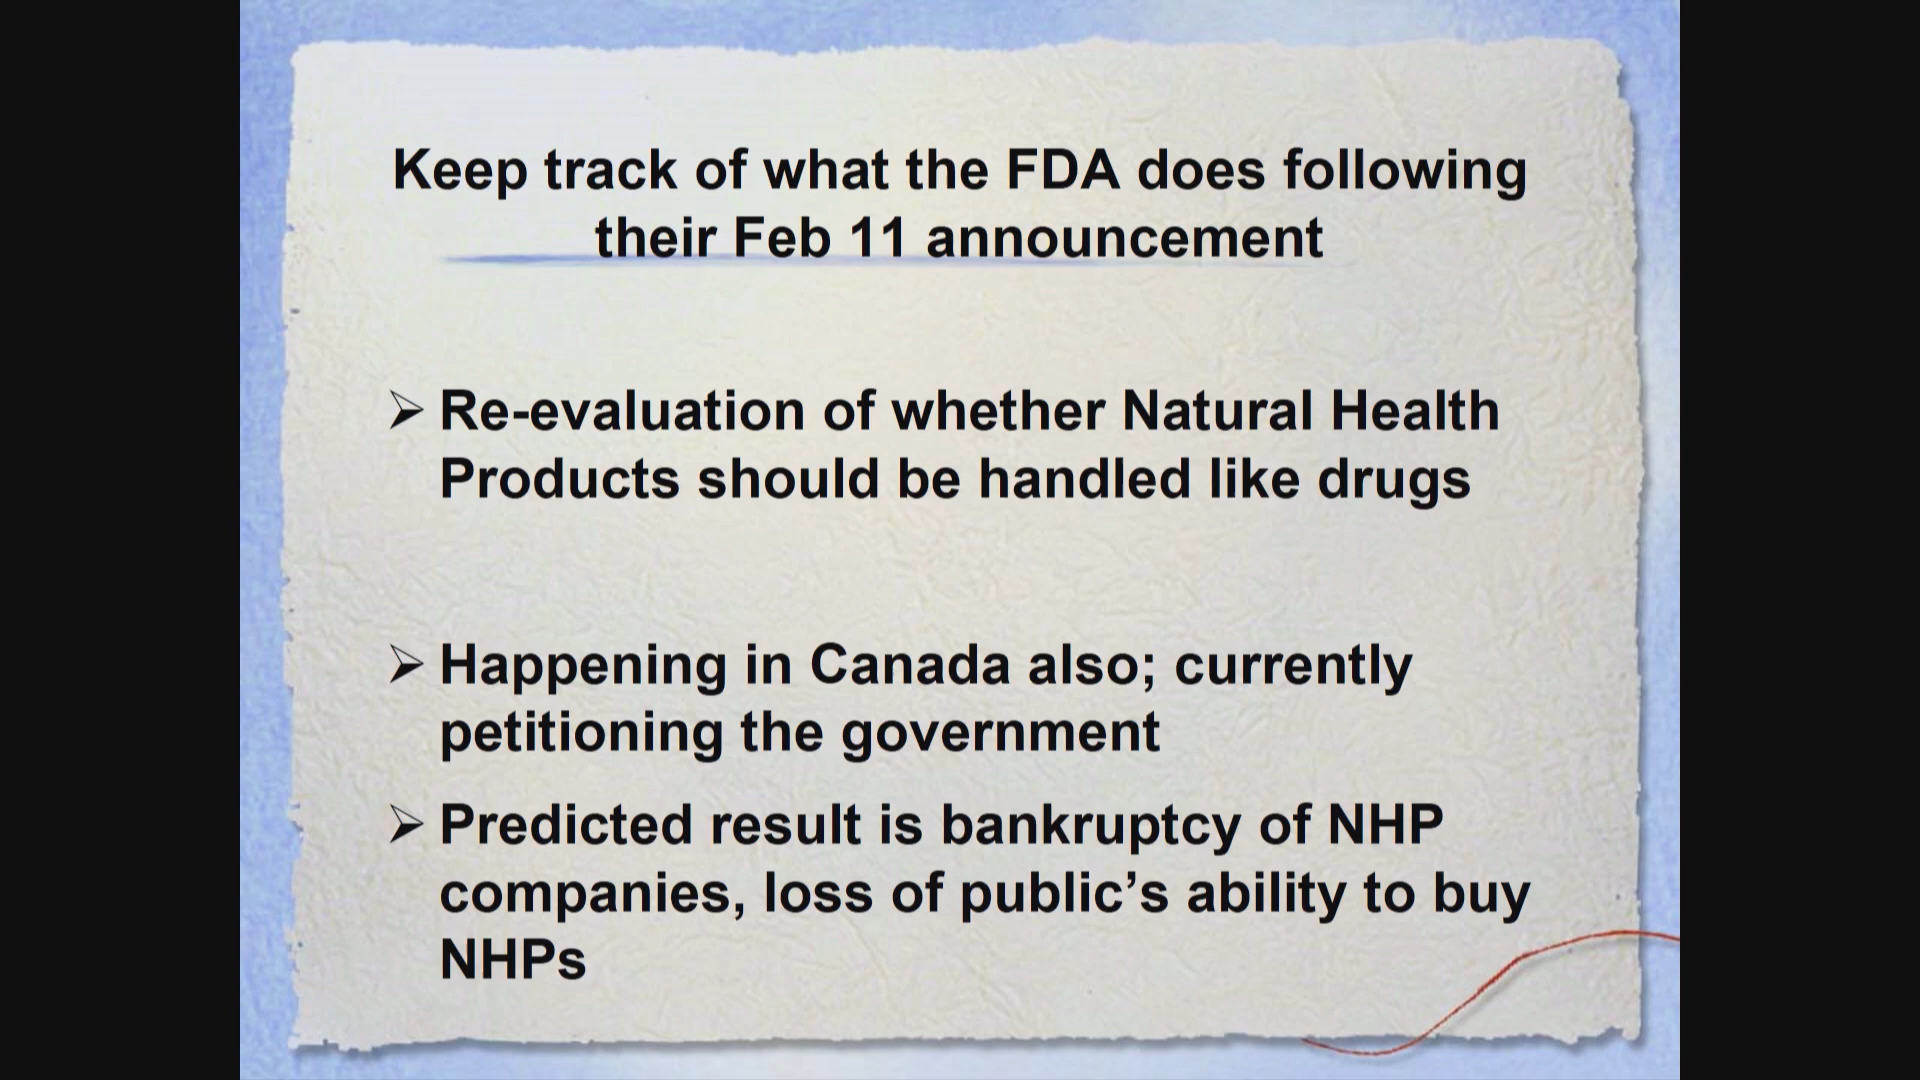 Keep track of what the FDA does following
their Feb 11 announcement
➢ Re-evaluation of whether Natural Health
Products should be handled like drugs
➢ Happening in Canada also; currently
petitioning the government
➢ Predicted result is bankruptcy of NHP
companies, loss of public’s ability to buy
NHPs